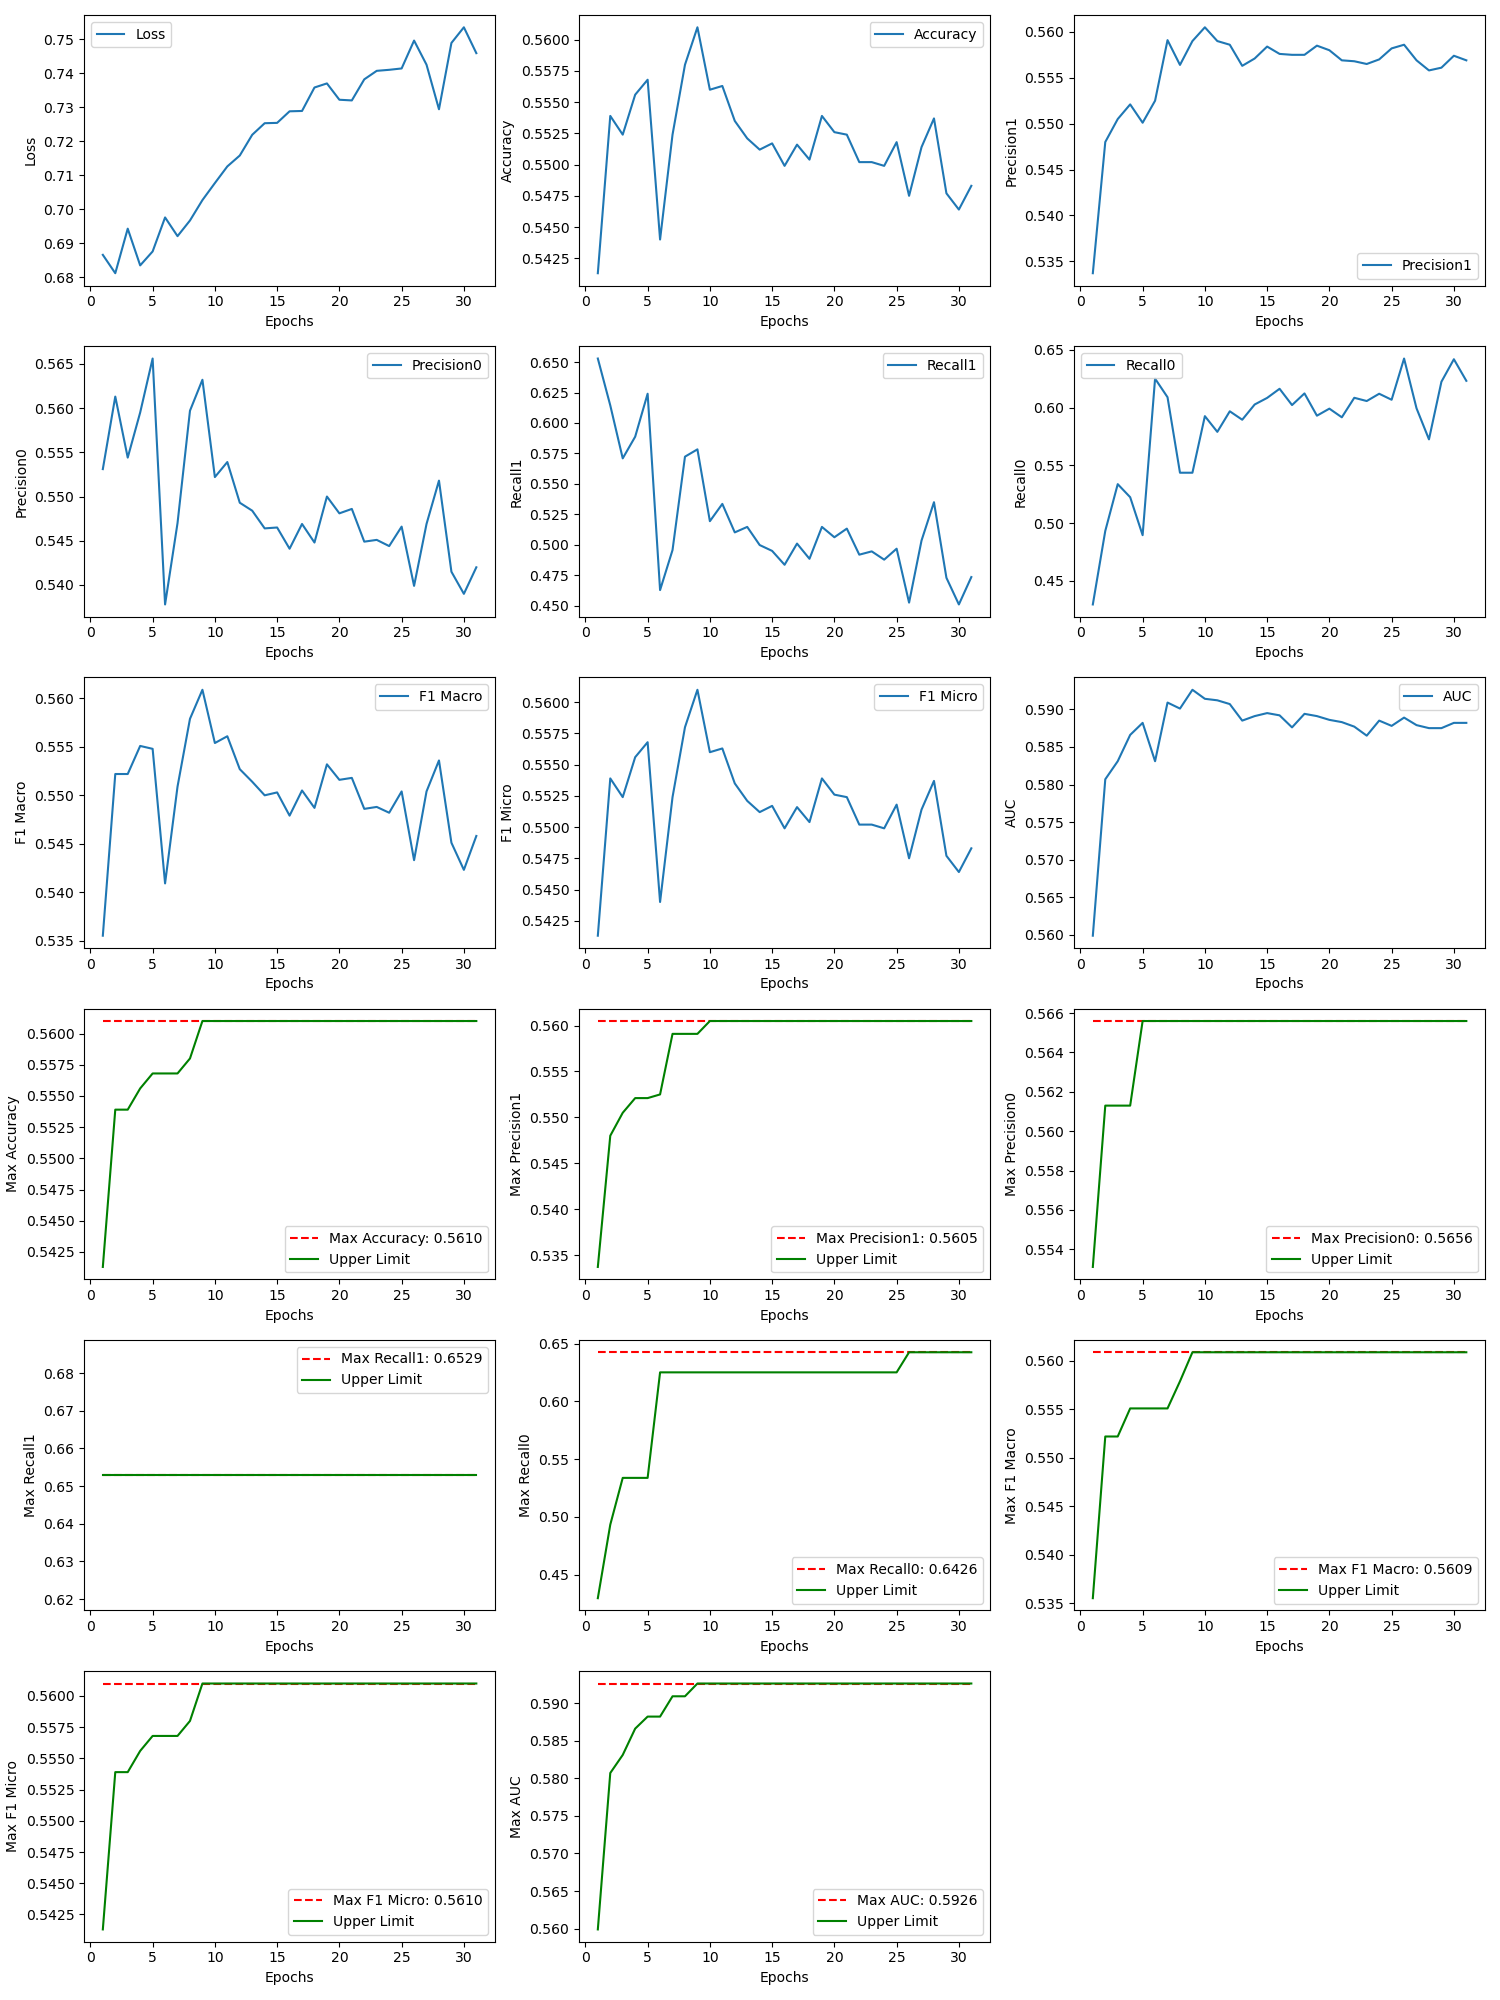 Loss
0.75
0.74
0.73
0.72
0.71
0.70
0.69
0.68
Loss
0 5 10 15 20 25 30
Epochs
Accuracy
0.5600
0.5575
0.5550
0.5525
0.5500
0.5475
0.5450
0.5425
Accuracy
0 5 10 15 20 25 30
Epochs
Precision1
0.560
0.555
0.550
0.545
0.540
0.535
Precision1
0 5 10 15 20 25 30
Epochs
Precision0
0.565
0.560
0.555
0.550
0.545
0.540
Precision0
0 5 10 15 20 25 30
Epochs
Recall1
0.650
0.625
0.600
0.575
0.550
0.525
0.500
0.475
0.450
Recall1
0 5 10 15 20 25 30
Epochs
Recall0
0.65
0.60
0.55
0.50
0.45
Recall0
0 5 10 15 20 25 30
Epochs
F1 Macro
0.560
0.555
0.550
0.545
0.540
0.535
F1 Macro
0 5 10 15 20 25 30
Epochs
F1 Micro
0.5600
0.5575
0.5550
0.5525
0.5500
0.5475
0.5450
0.5425
F1 Micro
0 5 10 15 20 25 30
Epochs
AUC
0.590
0.585
0.580
0.575
0.570
0.565
0.560
AUC
0 5 10 15 20 25 30
Epochs
Max Accuracy
0.5600
0.5575
0.5550
0.5525
0.5500
0.5475
0.5450
0.5425
Max Accuracy: 0.5610
Upper Limit
0 5 10 15 20 25 30
Epochs
Max Precision1
0.560
0.555
0.550
0.545
0.540
0.535
Max Precision1: 0.5605
Upper Limit
0 5 10 15 20 25 30
Epochs
Max Precision0
0.566
0.564
0.562
0.560
0.558
0.556
0.554
Max Precision0: 0.5656
Upper Limit
0 5 10 15 20 25 30
Epochs
Max Recall1
0.68
0.67
0.66
0.65
0.64
0.63
0.62
Max Recall1: 0.6529
Upper Limit
0 5 10 15 20 25 30
Epochs
Max Recall0
0.65
0.60
0.55
0.50
0.45
Max Recall0: 0.6426
Upper Limit
0 5 10 15 20 25 30
Epochs
Max F1 Macro
0.560
0.555
0.550
0.545
0.540
0.535
Max F1 Macro: 0.5609
Upper Limit
0 5 10 15 20 25 30
Epochs
Max F1 Micro
0.5600
0.5575
0.5550
0.5525
0.5500
0.5475
0.5450
0.5425
Max F1 Micro: 0.5610
Upper Limit
0 5 10 15 20 25 30
Epochs
Max AUC
0.590
0.585
0.580
0.575
0.570
0.565
0.560
Max AUC: 0.5926
Upper Limit
0 5 10 15 20 25 30
Epochs